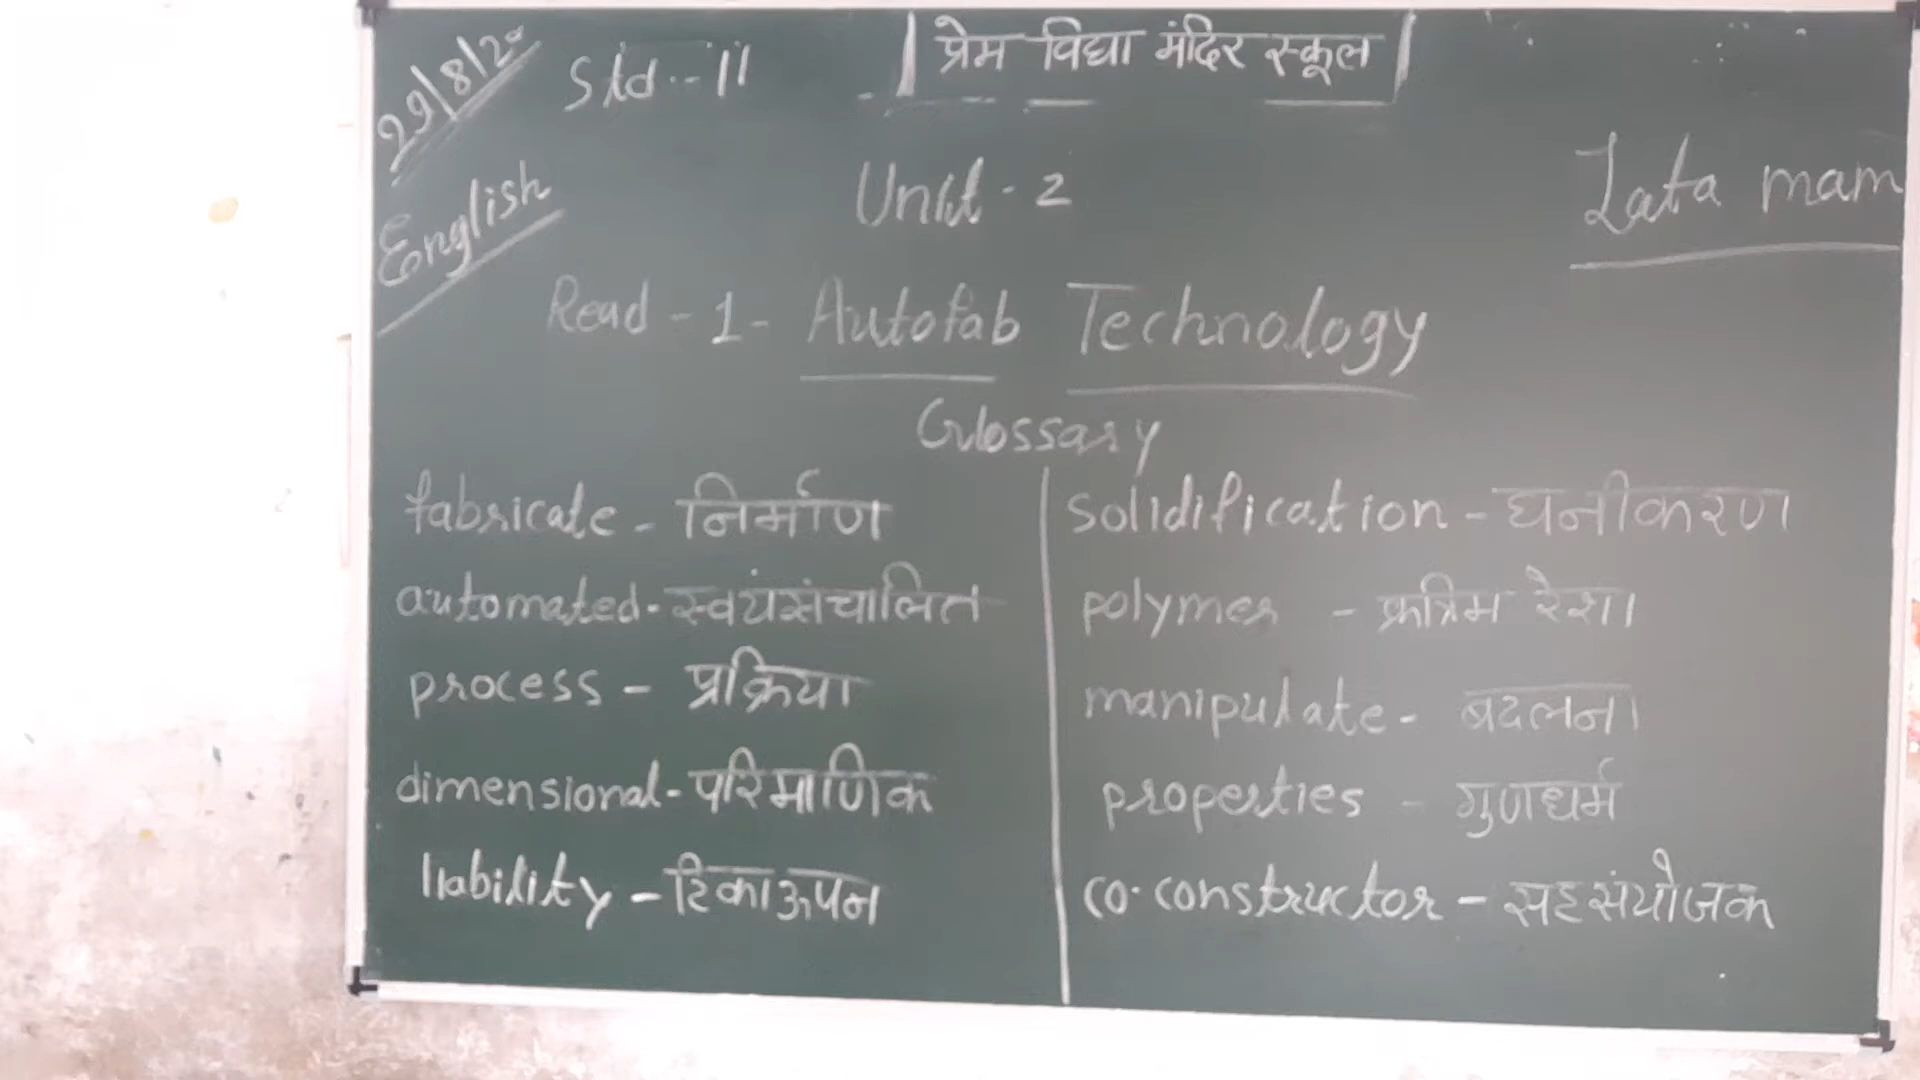 29/8/20
Std-11
प्रेम विद्या मंदिर स्कूल
English
Unit-2
Lata mam
Read-1- Autofab Technology
Glossary
fabricate - निर्माण
automated - स्वयंसंचालित
process - प्रक्रिया
dimensional - परिमाणिक
liability - टिकाऊपन
solidification - घनीकरण
polymer - क्रत्रिम रेशा
manipulate - बदलना
properties - गुणधर्म
co-constructor - सहसंयोजक